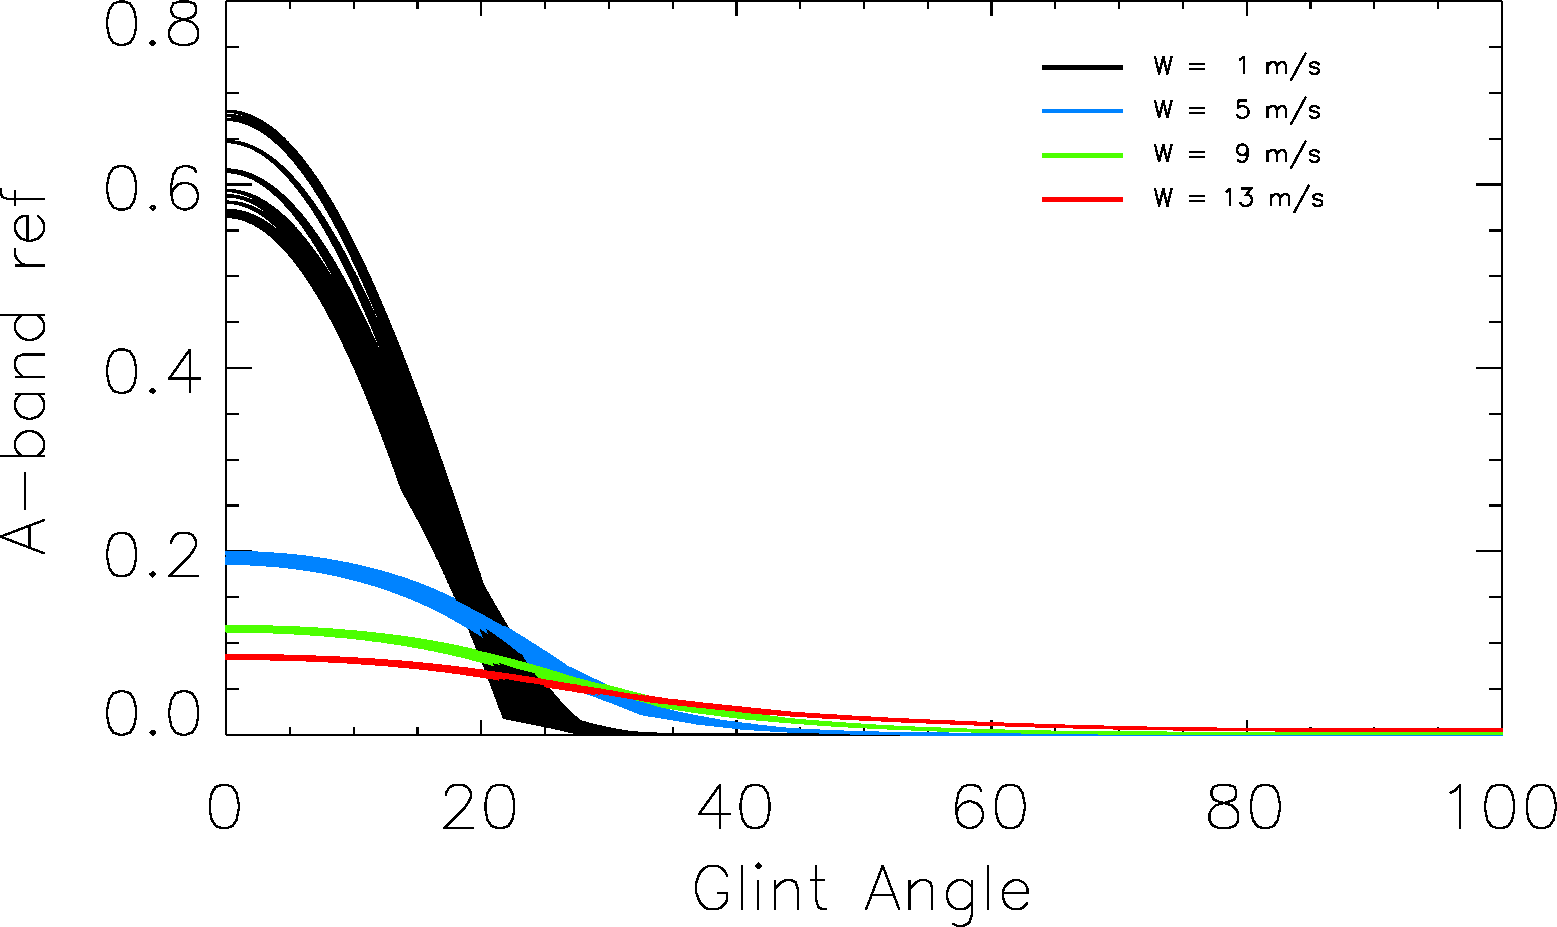 0.8
0.6
0.4
0.2
0.0
A-band ref
W = 1 m/s
W = 5 m/s
W = 9 m/s
W = 13 m/s
0 20 40 60 80 100
Glint Angle